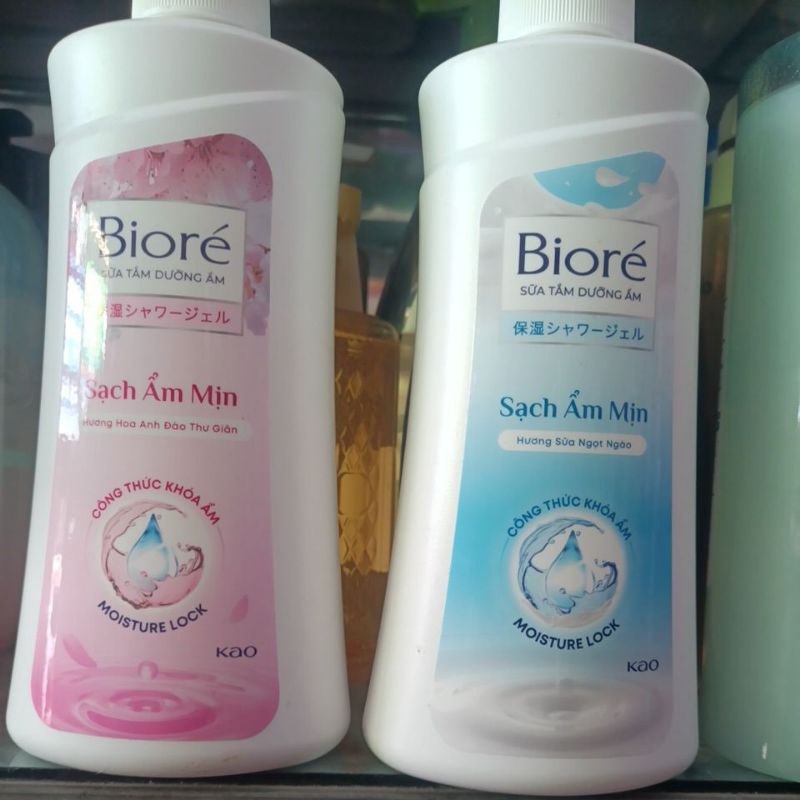 Bioré
SỮA TẮM DƯỠNG ẨM
保湿シャワージェル
Sạch Ẩm Mịn
Hương Hoa Anh Đào Thư Giãn
CÔNG THỨC KHÓA ẨM
MOISTURE LOCK
Kao
Bioré
SỮA TẮM DƯỠNG ẨM
保湿シャワージェル
Sạch Ẩm Mịn
Hương Sữa Ngọt Ngào
CÔNG THỨC KHÓA ẨM
MOISTURE LOCK
Kao